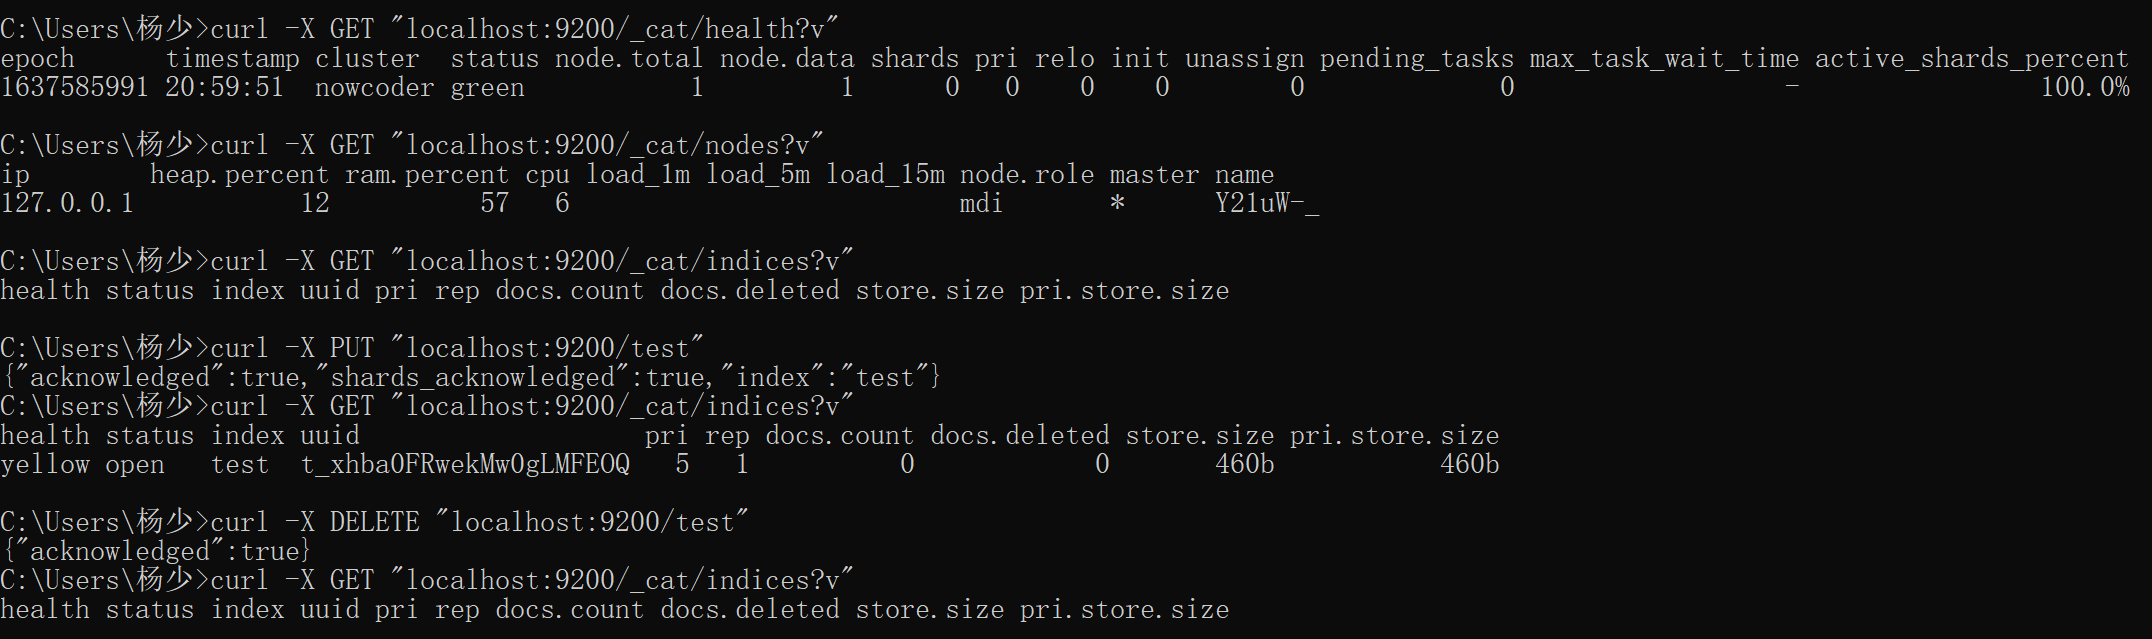 C:\Users\杨少>curl -X GET "localhost:9200/_cat/health?v"
epoch      timestamp cluster  status node.total node.data shards pri relo init unassign pending_tasks max_task_wait_time active_shards_percent
1637585991 20:59:51  nowcoder green           1         1      0   0    0    0        0             0                  -                100.0%
C:\Users\杨少>curl -X GET "localhost:9200/_cat/nodes?v"
ip        heap.percent ram.percent cpu load_1m load_5m load_15m node.role master name
127.0.0.1           12          57   6                          mdi       *      Y21uW-_
C:\Users\杨少>curl -X GET "localhost:9200/_cat/indices?v"
health status index uuid pri rep docs.count docs.deleted store.size pri.store.size
C:\Users\杨少>curl -X PUT "localhost:9200/test"
{"acknowledged":true,"shards_acknowledged":true,"index":"test"}
C:\Users\杨少>curl -X GET "localhost:9200/_cat/indices?v"
health status index uuid                   pri rep docs.count docs.deleted store.size pri.store.size
yellow open   test  t_xhba0FRwekMw0gLMFEOQ   5   1          0            0       460b           460b
C:\Users\杨少>curl -X DELETE "localhost:9200/test"
{"acknowledged":true}
C:\Users\杨少>curl -X GET "localhost:9200/_cat/indices?v"
health status index uuid pri rep docs.count docs.deleted store.size pri.store.size